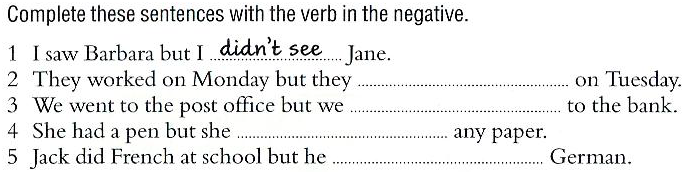 Complete these sentences with the verb in the negative.
1 I saw Barbara but I ...didn't see... Jane.
2 They worked on Monday but they ............................................ on Tuesday.
3 We went to the post office but we ............................................ to the bank.
4 She had a pen but she ............................................ any paper.
5 Jack did French at school but he ............................................ German.